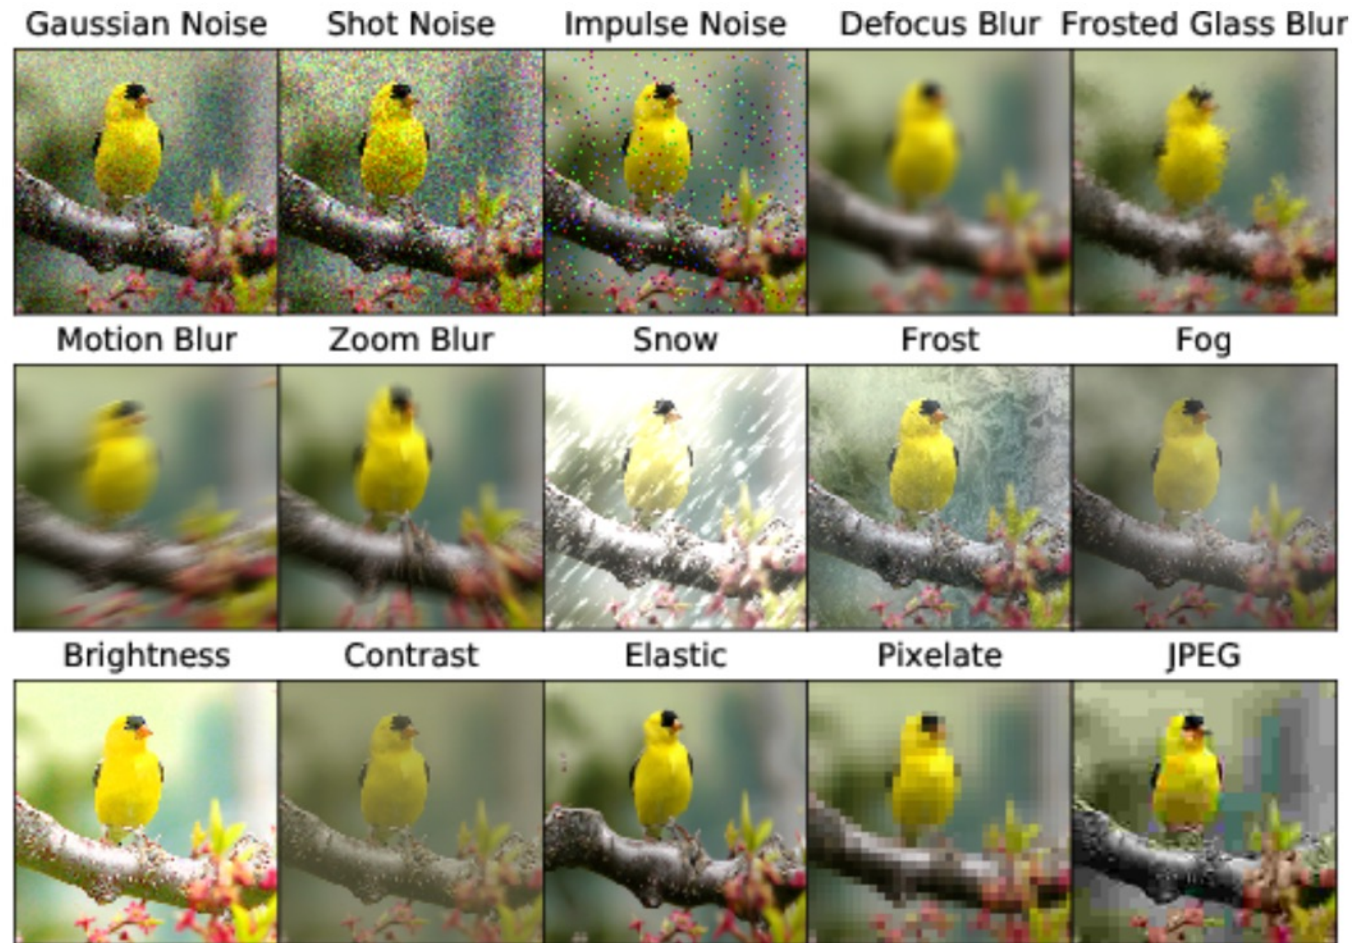 Gaussian Noise Shot Noise Impulse Noise Defocus Blur Frosted Glass Blur
Motion Blur Zoom Blur Snow Frost Fog
Brightness Contrast Elastic Pixelate JPEG